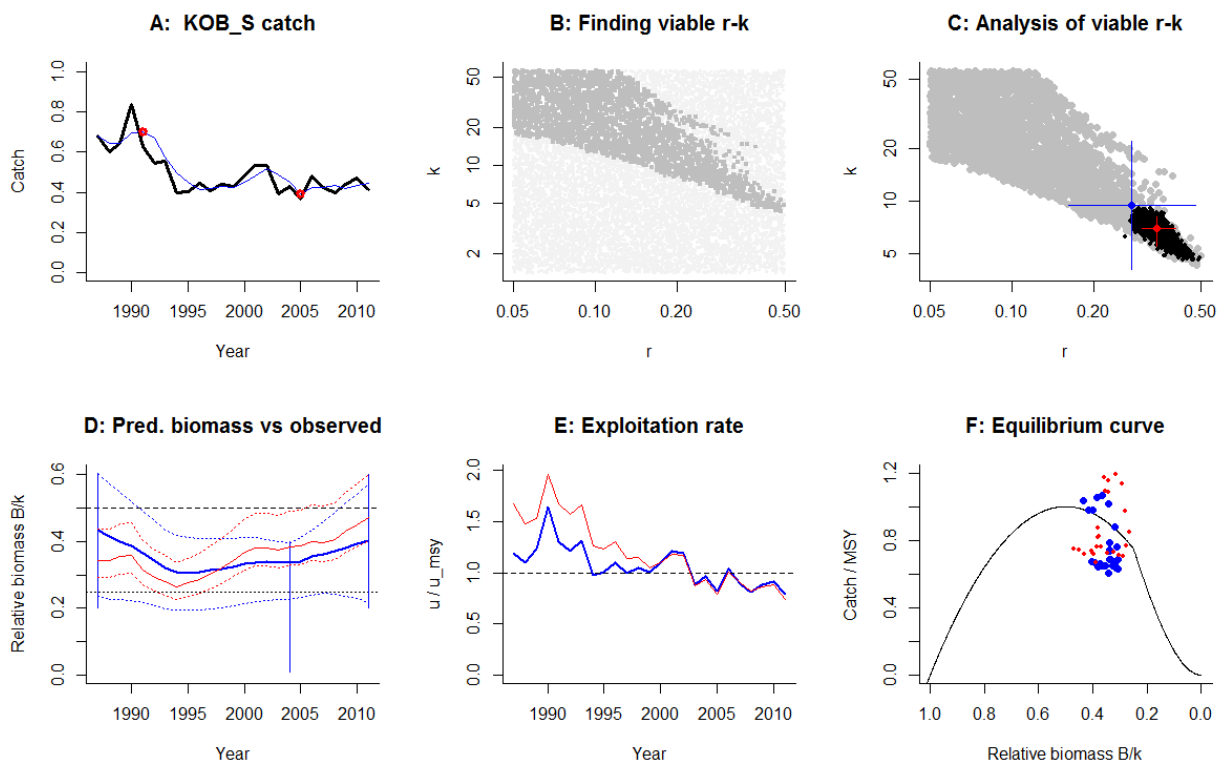 A:  KOB_S catch
Catch
1.0
0.8
0.6
0.4
0.2
0.0
1990 1995 2000 2005 2010
Year
B: Finding viable r-k
k
50
20
10
5
2
0.05 0.10 0.20 0.50
r
C: Analysis of viable r-k
k
50
20
10
5
0.05 0.10 0.20 0.50
r
D: Pred. biomass vs observed
Relative biomass B/k
0.6
0.4
0.2
0.0
1990 1995 2000 2005 2010
Year
E: Exploitation rate
u / u_msy
2.0
1.5
1.0
0.5
0.0
1990 1995 2000 2005 2010
Year
F: Equilibrium curve
Catch / MSY
1.2
0.8
0.4
0.0
1.0 0.8 0.6 0.4 0.2 0.0
Relative biomass B/k